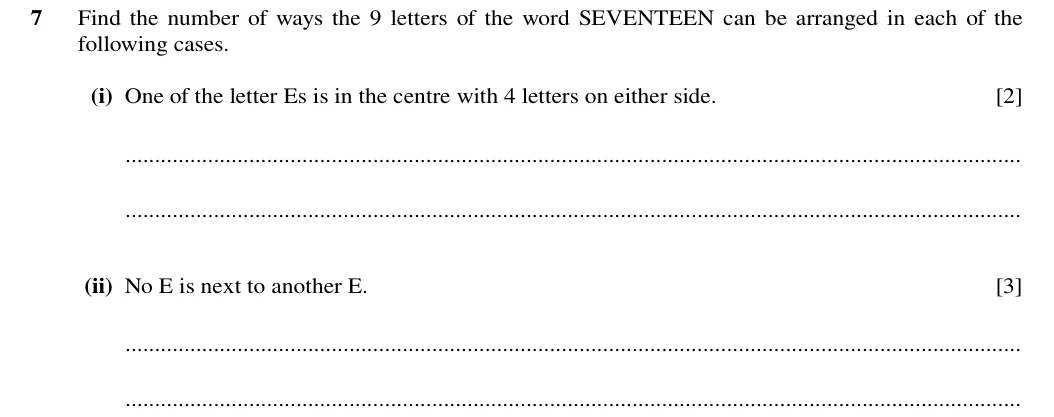 7 Find the number of ways the 9 letters of the word SEVENTEEN can be arranged in each of the
following cases.
(i) One of the letter Es is in the centre with 4 letters on either side. [2]
(ii) No E is next to another E. [3]